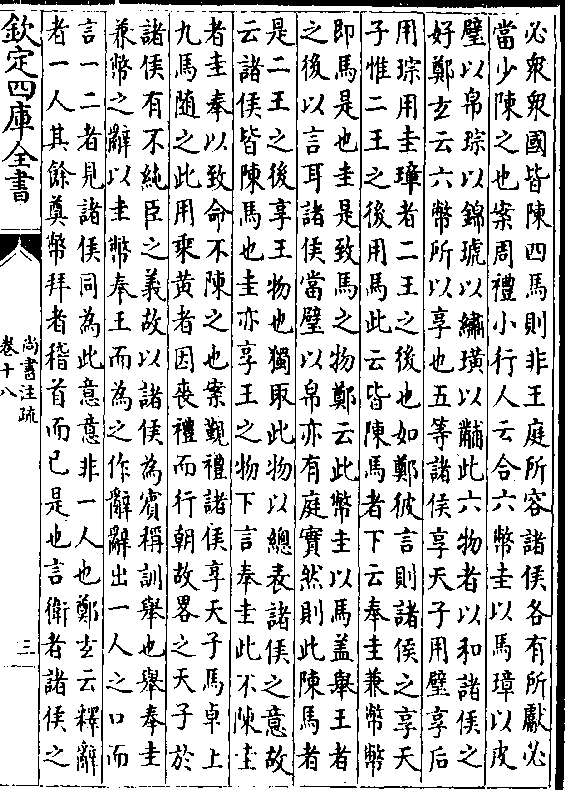 必衆衆國皆陳四馬則非王庭所容諸侯各有所獻必
當少陳之也案周禮小行人云合六幣圭以馬璋以皮
璧以帛琮以錦琥以繡璜以黼此六物者以和諸侯之
好鄭玄云六幣所以享也五等諸侯享天子用璧享后
用琮用圭璋者二王之後也如鄭彼言則諸侯之享天
子惟二王之後用馬此云皆陳馬者下云奉圭兼幣幣
即馬是也圭是致馬之物鄭云此幣圭以馬盖舉王者
之後以言耳諸侯當璧以帛亦有庭實然則此陳馬者
是二王之後享王物也獨取此物以總表諸侯之意故
云諸侯皆陳馬也圭亦享王之物下言奉圭此不陳圭
者圭奉以致命不陳之也案覲禮諸侯享天子馬卓上
九馬随之此用乘黄者因喪禮而行朝故畧之天子於
諸侯有不純臣之義故以諸侯為賓稱訓舉也舉奉圭
兼幣之辭以圭幣奉王而為之作辭辭出一人之口而
言一二者見諸侯同為此意意非一人也鄭玄云釋辭
者一人其餘奠幣拜者稽首而已是也言衛者諸侯之
欽定四庫全書
尚書注疏
卷十八
三